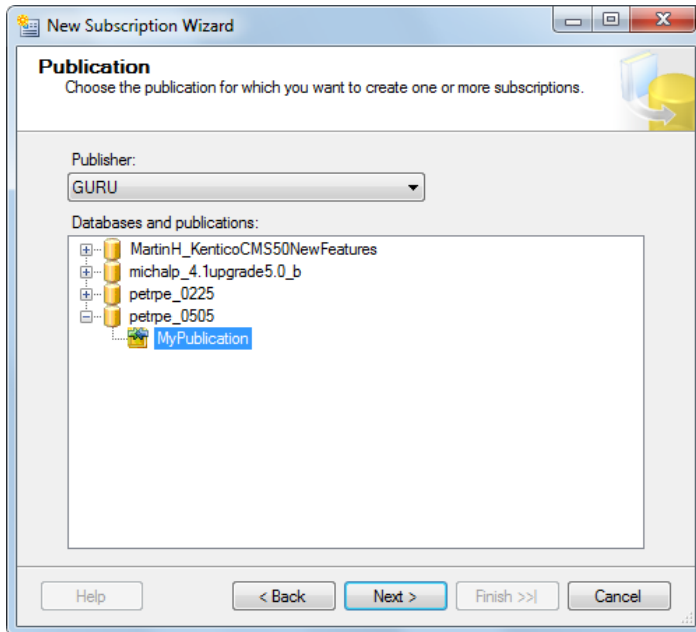 New Subscription Wizard
Publication
Choose the publication for which you want to create one or more subscriptions.
Publisher:
GURU
Databases and publications:
MartinH_KenticoCMS50NewFeatures
michalp_4.1upgrade5.0_b
petrpe_0225
petrpe_0505
MyPublication
Help
< Back
Next >
Finish >>|
Cancel